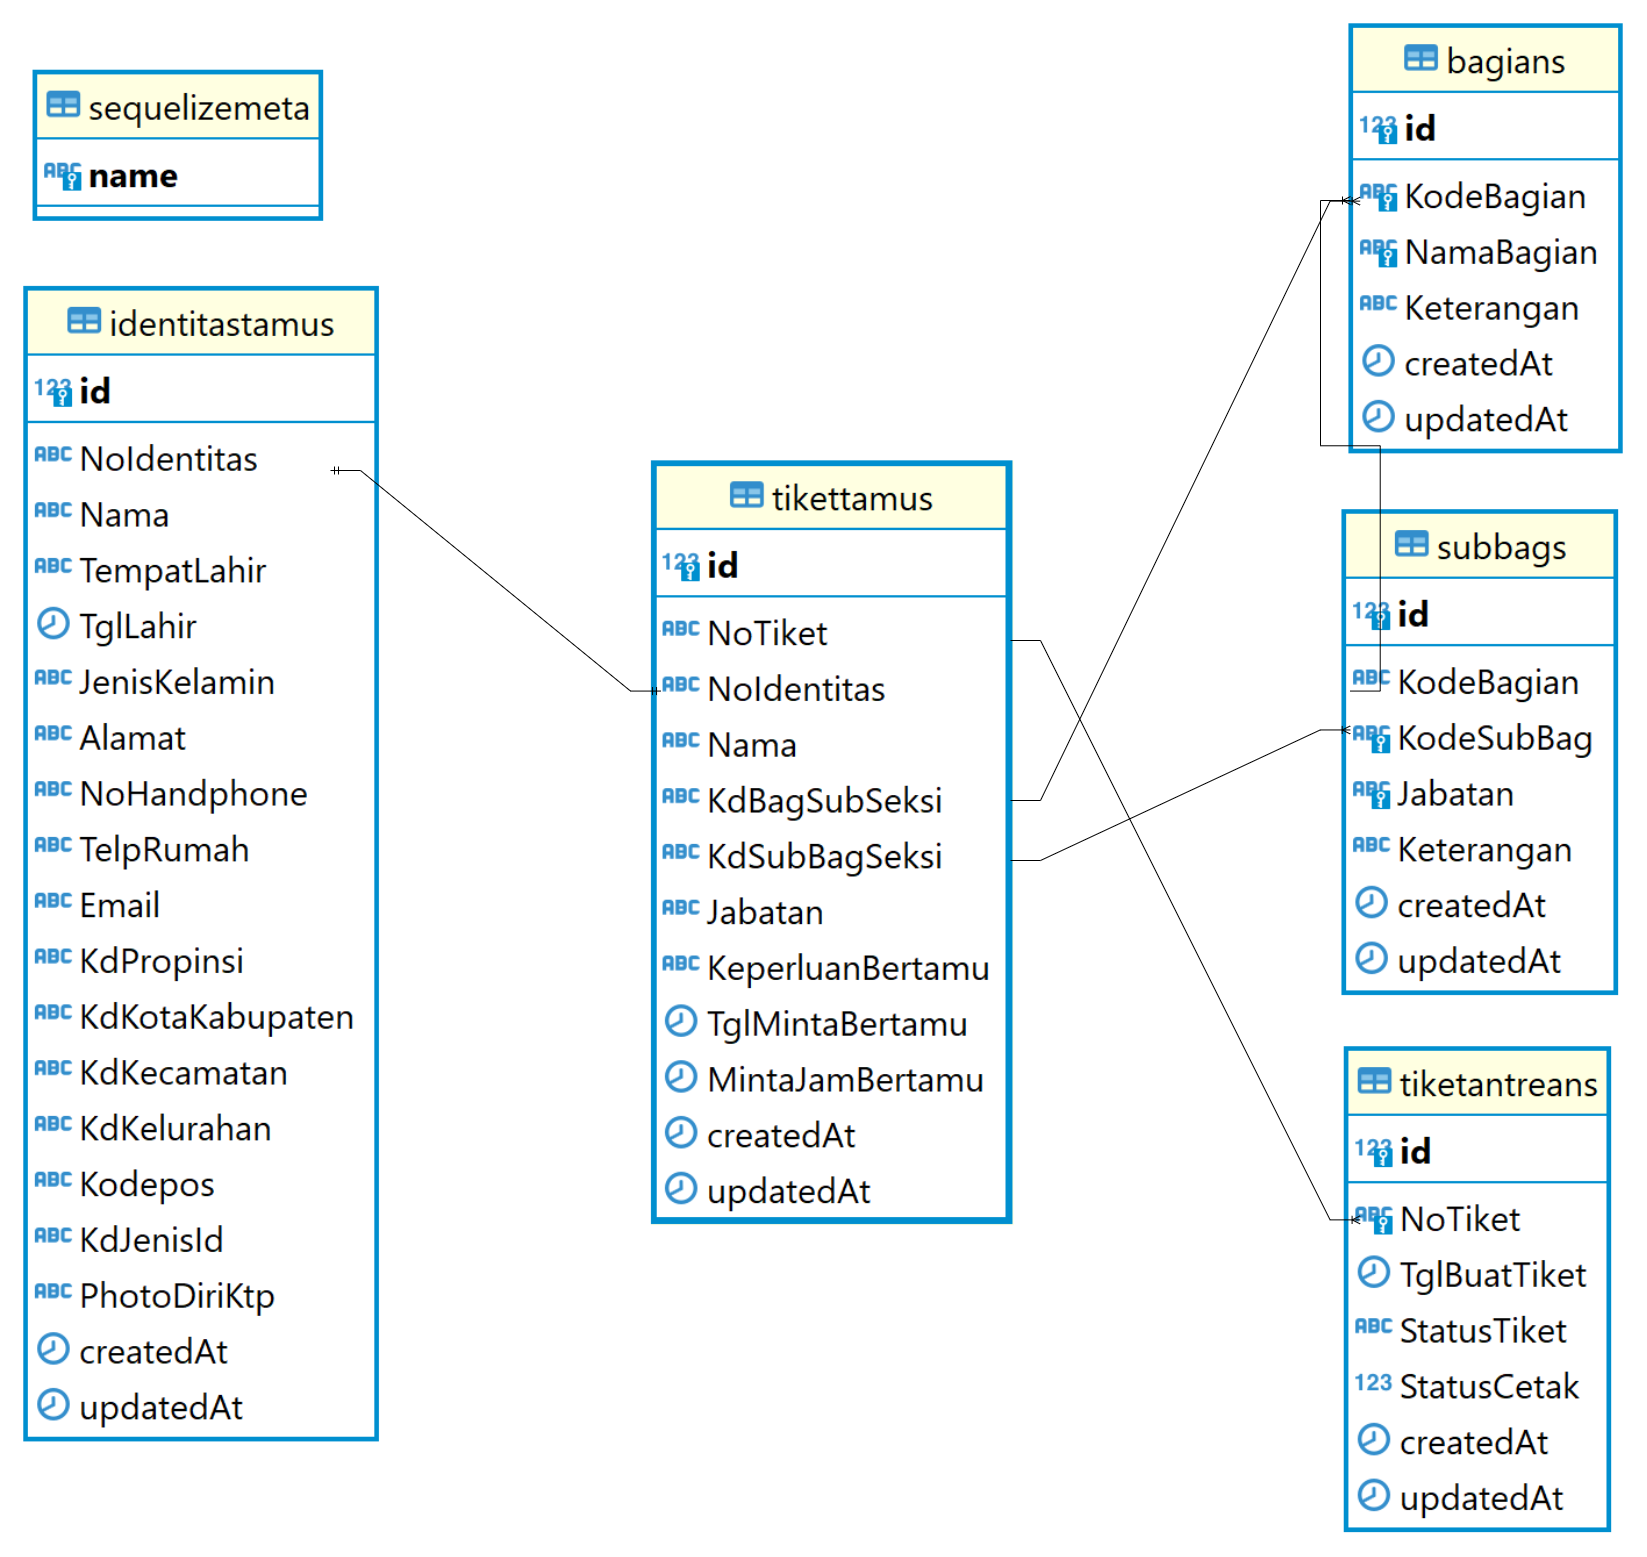 sequelizemeta
name
identitastamus
id
NoIdentitas
Nama
TempatLahir
TglLahir
JenisKelamin
Alamat
NoHandphone
TelpRumah
Email
KdPropinsi
KdKotaKabupaten
KdKecamatan
KdKelurahan
Kodepos
KdJenisId
PhotoDiriKtp
createdAt
updatedAt
tikettamus
id
NoTiket
NoIdentitas
Nama
KdBagSubSeksi
KdSubBagSeksi
Jabatan
KeperluanBertamu
TglMintaBertamu
MintaJamBertamu
createdAt
updatedAt
bagians
id
KodeBagian
NamaBagian
Keterangan
createdAt
updatedAt
subbags
id
KodeBagian
KodeSubBag
Jabatan
Keterangan
createdAt
updatedAt
tiketantreans
id
NoTiket
TglBuatTiket
StatusTiket
StatusCetak
createdAt
updatedAt